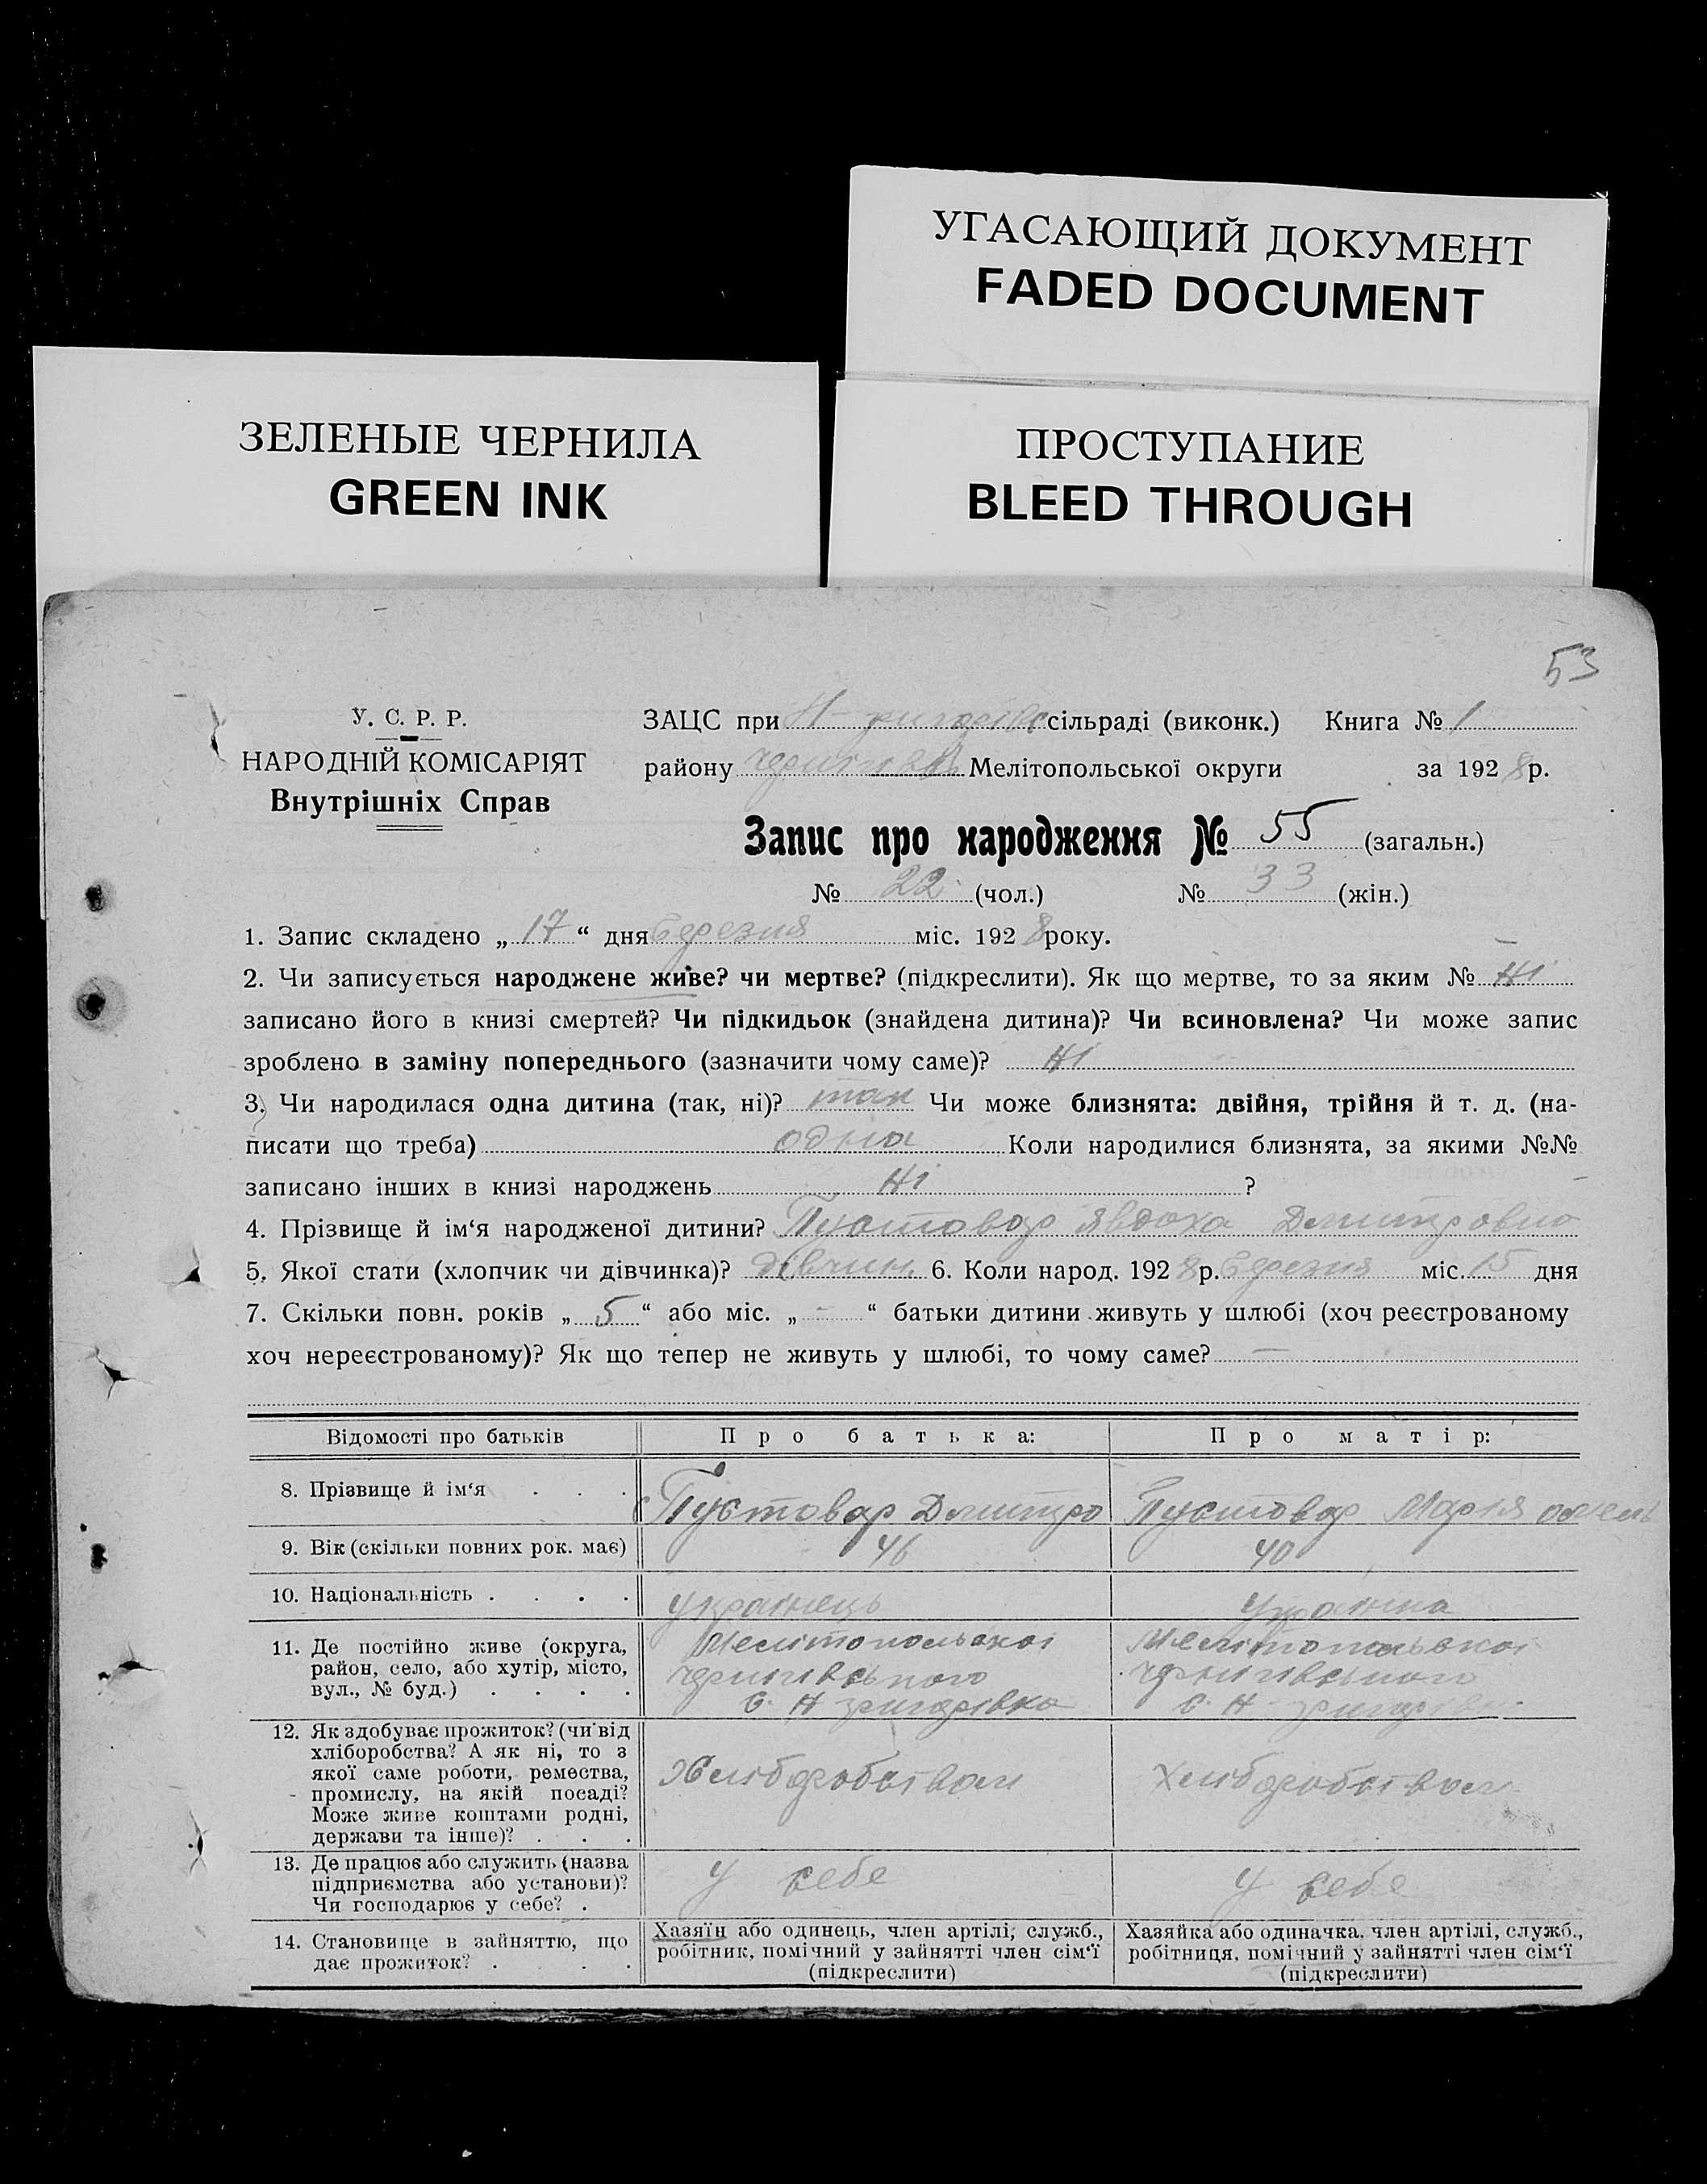 УГАСАЮЩИЙ ДОКУМЕНТ
FADED DOCUMENT
ЗЕЛЕНЫЕ ЧЕРНИЛА
GREEN INK
ПРОСТУПАНИЕ
BLEED THROUGH
53
У. С. Р. Р.
НАРОДНІЙ КОМІСАРІЯТ
Внутрішніх Справ
ЗАЦС при Н сільраді (виконк.) Книга № 1
району Мелітопольської округи за 1928 р.
Запис про народження № 55 (загальн.)
№ 22 (чол.) № 33 (жін.)
1. Запис складено „17“ дня Березня міс. 1928 року.
2. Чи записується народжене живе? чи мертве? (підкреслити). Як що мертве, то за яким № Ні
записано його в книзі смертей? Чи підкидьок (знайдена дитина)? Чи всиновлена? Чи може запис
зроблено в заміну попереднього (зазначити чому саме)? Ні
3. Чи народилася одна дитина (так, ні)? так Чи може близнята: двійня, трійня й т. д. (на-
писати що треба) одна Коли народилися близнята, за якими №№
записано інших в книзі народжень Ні ?
4. Прізвище й ім‘я народженої дитини? Пустовар Явдоха Дмитровна
5. Якої стати (хлопчик чи дівчинка)? дівчин. 6. Коли народ. 1928 р. Березня міс. 15 дня
7. Скільки повн. років „5“ або міс. „-“ батьки дитини живуть у шлюбі (хоч реєстрованому
хоч нереєстрованому)? Як що тепер не живуть у шлюбі, то чому саме? —
Відомості про батьків Про батька: Про матір:
8. Прізвище й ім‘я . . . Пустовар Дмитро Пустовар Марія
9. Вік (скільки повних рок. має) 46 40
10. Національність . . . . Українець Українка
11. Де постійно живе (округа, район, село, або хутір, місто, вул., № буд.) . . . .
Мелітопольської Мелітопольської
Чернигівського Чернигівського
с. Н григорівка с. Н
12. Як здобуває прожиток? (чи від
хліборобства? А як ні, то з
якої саме роботи, ремества,
промислу, на якій посаді?
Може живе коштами родні,
держави та інше)? . . .
Хліборобством Хліборобством
13. Де працює або служить (назва
підприємства або установи)?
Чи господарює у себе? .
У себе У себе
14. Становище в зайняттю, що
дає прожиток? . . . .
Хазяїн або одинець, член артілі, служб.,
робітник, помічний у зайнятті член сім‘ї
(підкреслити)
Хазяйка або одиначка, член артілі, служб.,
робітниця, помічний у зайнятті член сім‘ї
(підкреслити)